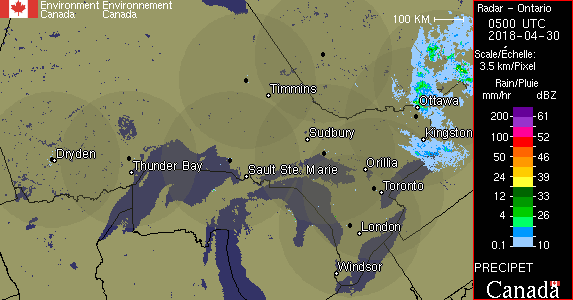 Environment Environnement
Canada Canada
100 KM
Timmins
Ottawa
Sudbury
Kingston
Dryden
Thunder Bay
Sault Ste. Marie
Orillia
Toronto
London
Windsor
Radar - Ontario
0500 UTC
2018-04-30
Scale/Échelle:
3.5 km/Pixel
Rain/Pluie
mm/hr dBZ
200 61
100 52
50 46
24 39
12 33
4 26
0.1 10
PRECIPET
Canada